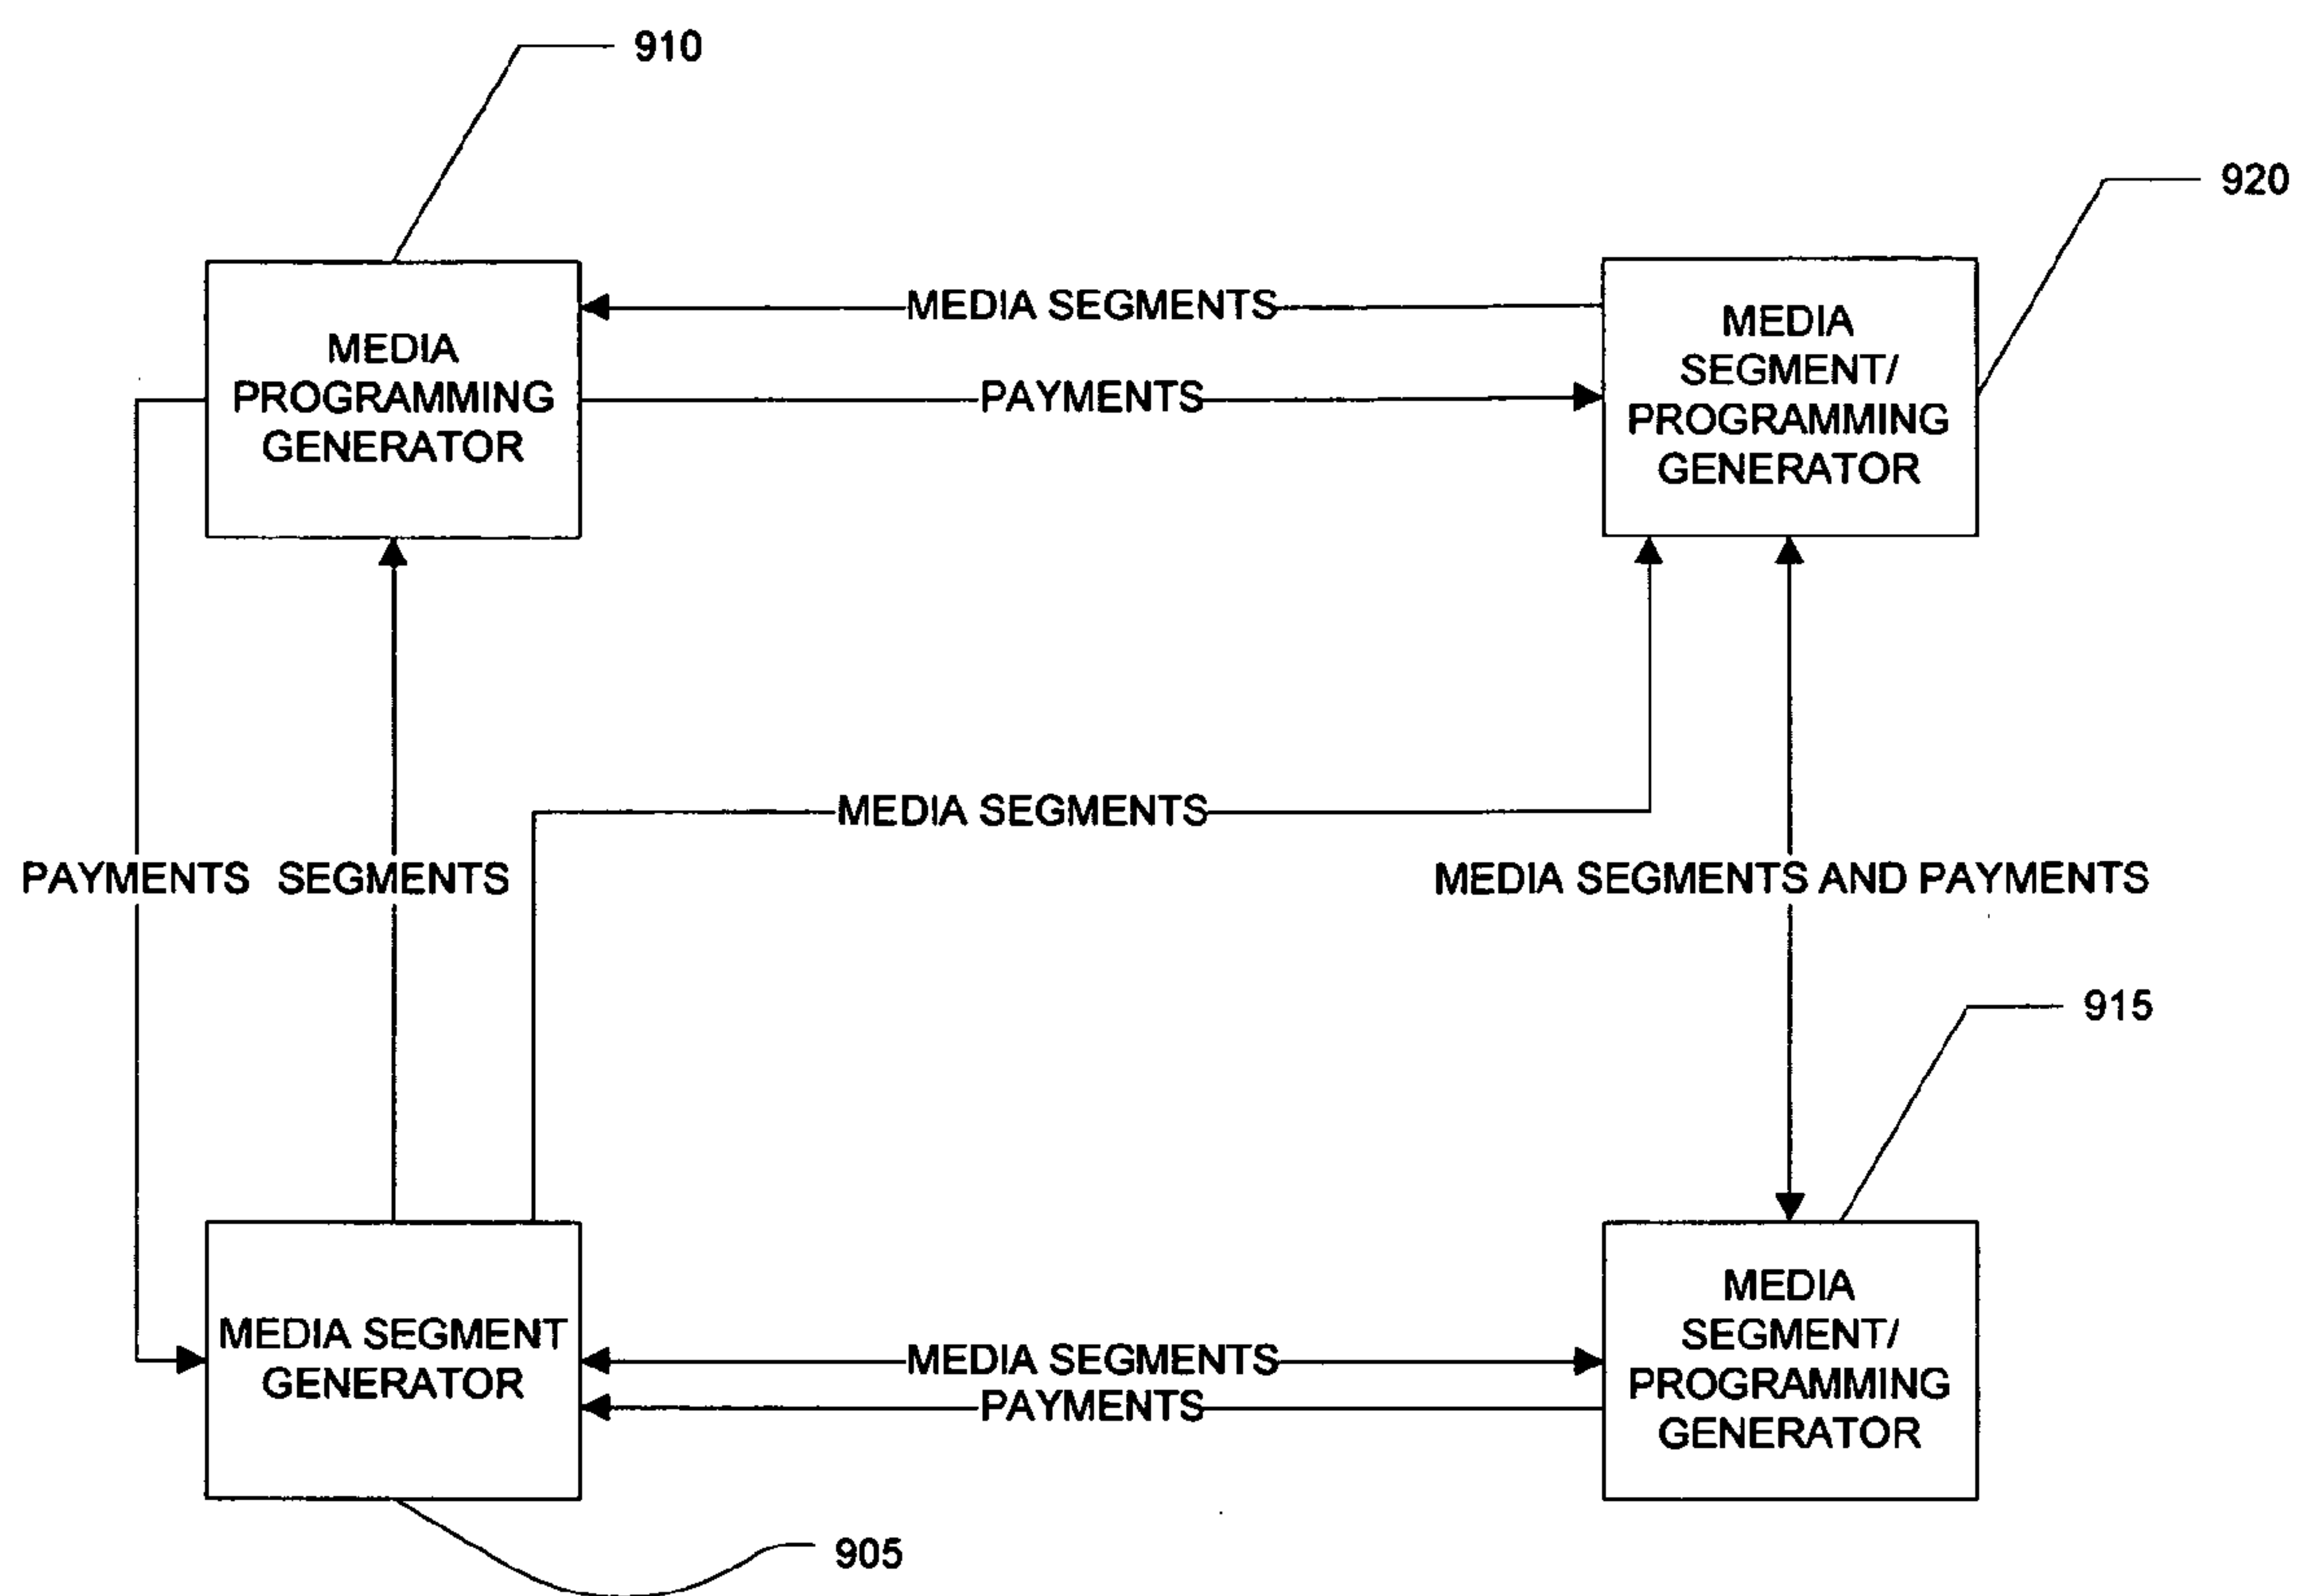 910
920
MEDIA
PROGRAMMING
GENERATOR
MEDIA SEGMENTS
PAYMENTS
MEDIA
SEGMENT/
PROGRAMMING
GENERATOR
MEDIA SEGMENTS
PAYMENTS
SEGMENTS
MEDIA SEGMENTS AND PAYMENTS
915
MEDIA SEGMENT
GENERATOR
MEDIA SEGMENTS
PAYMENTS
MEDIA
SEGMENT/
PROGRAMMING
GENERATOR
905